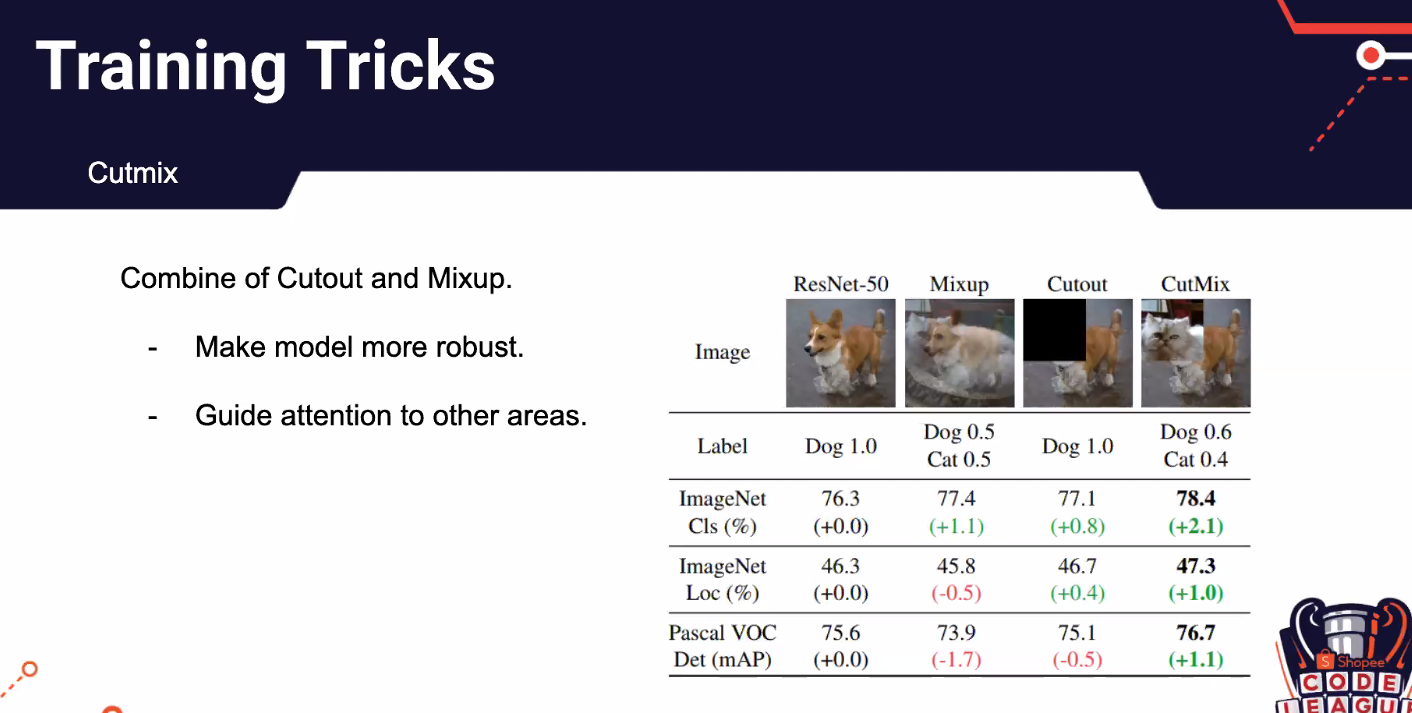 Training Tricks
Cutmix
Combine of Cutout and Mixup.
- Make model more robust.
- Guide attention to other areas.
ResNet-50 Mixup Cutout CutMix
Image
Label Dog 1.0 Dog 0.5 Cat 0.5 Dog 1.0 Dog 0.6 Cat 0.4
ImageNet 76.3 77.4 77.1 78.4
Cls (%) (+0.0) (+1.1) (+0.8) (+2.1)
ImageNet 46.3 45.8 46.7 47.3
Loc (%) (+0.0) (-0.5) (+0.4) (+1.0)
Pascal VOC 75.6 73.9 75.1 76.7
Det (mAP) (+0.0) (-1.7) (-0.5) (+1.1)
S Shopee
CODE
LEAGU